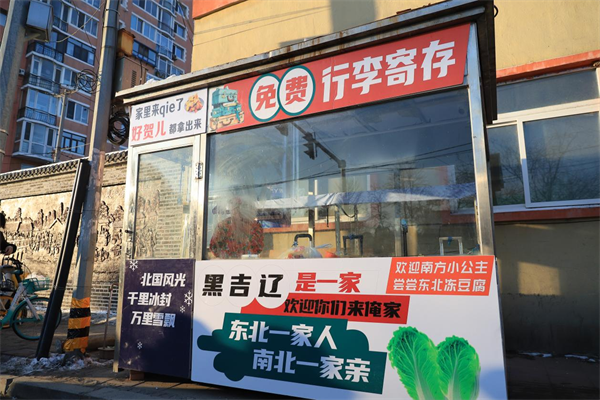 家里来qie了
好贺儿都拿出来
免费行李寄存
北国风光
千里冰封
万里雪飘
黑吉辽是一家
欢迎你们来俺家
东北一家人
南北一家亲
欢迎南方小公主
尝尝东北冻豆腐